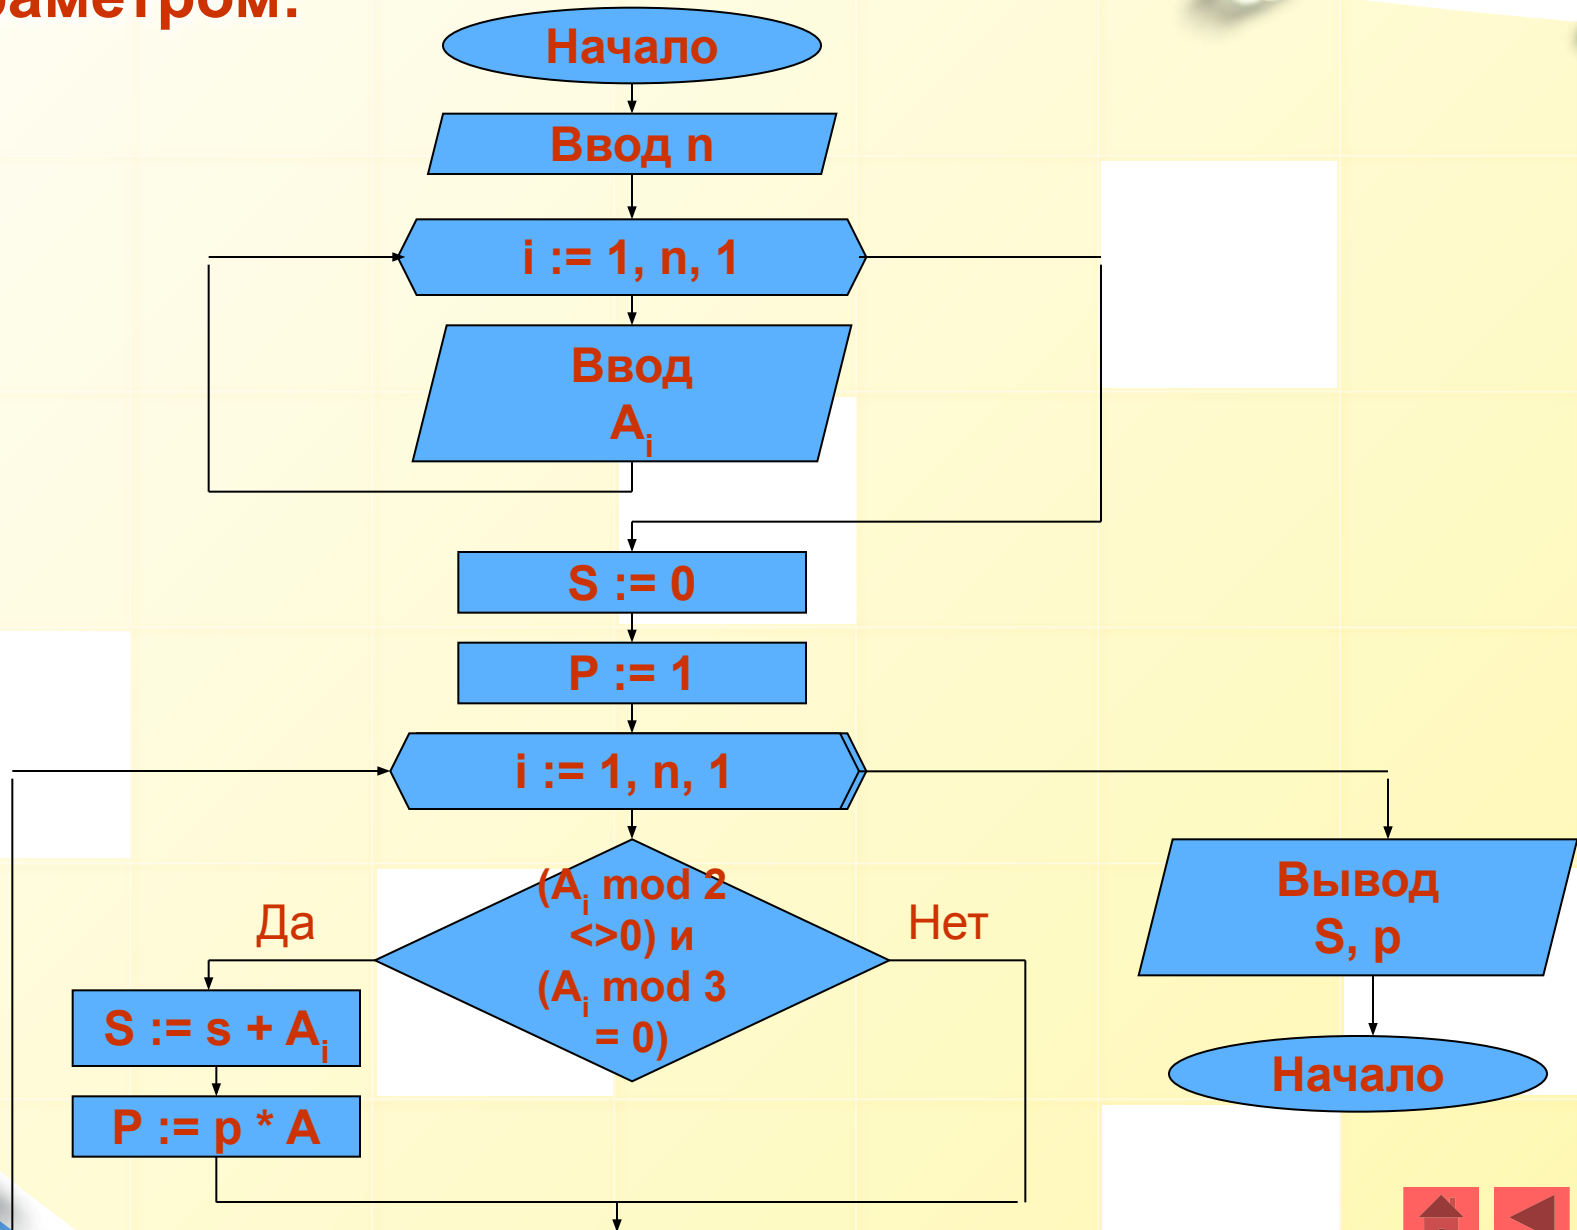 аметром.
Начало
Ввод n
i := 1, n, 1
Ввод
Ai
S := 0
P := 1
i := 1, n, 1
(Ai mod 2
<>0) и
(Ai mod 3
= 0)
Да
Нет
S := s + Ai
P := p * A
Вывод
S, p
Начало